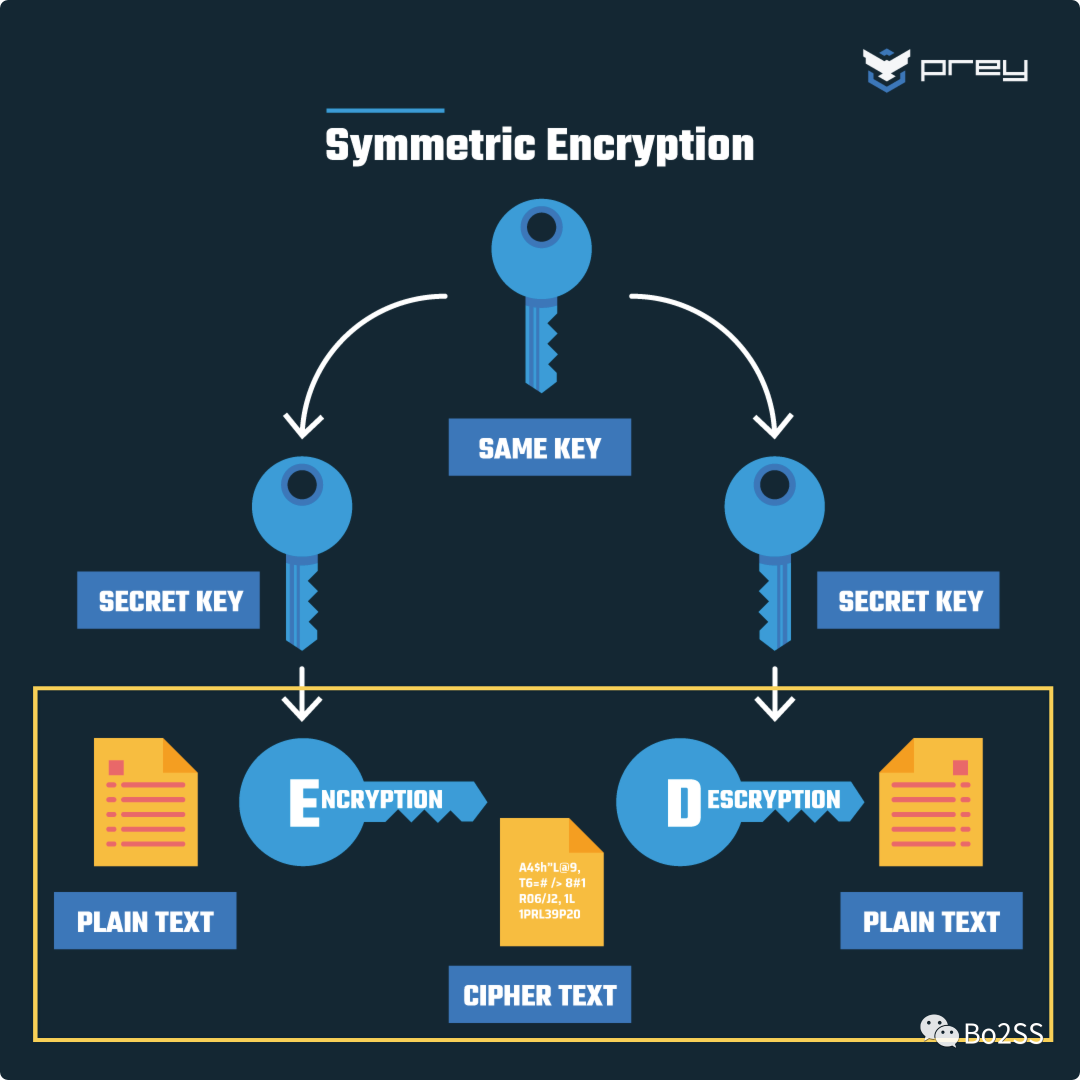 prey
Symmetric Encryption
SAME KEY
SECRET KEY
SECRET KEY
ENCRYPTION
DESCRYPTION
A4$h"L@9,
T6=# /> 8#1
R06/J2, 1L
1PRL39P20
PLAIN TEXT
PLAIN TEXT
CIPHER TEXT
Bo2SS